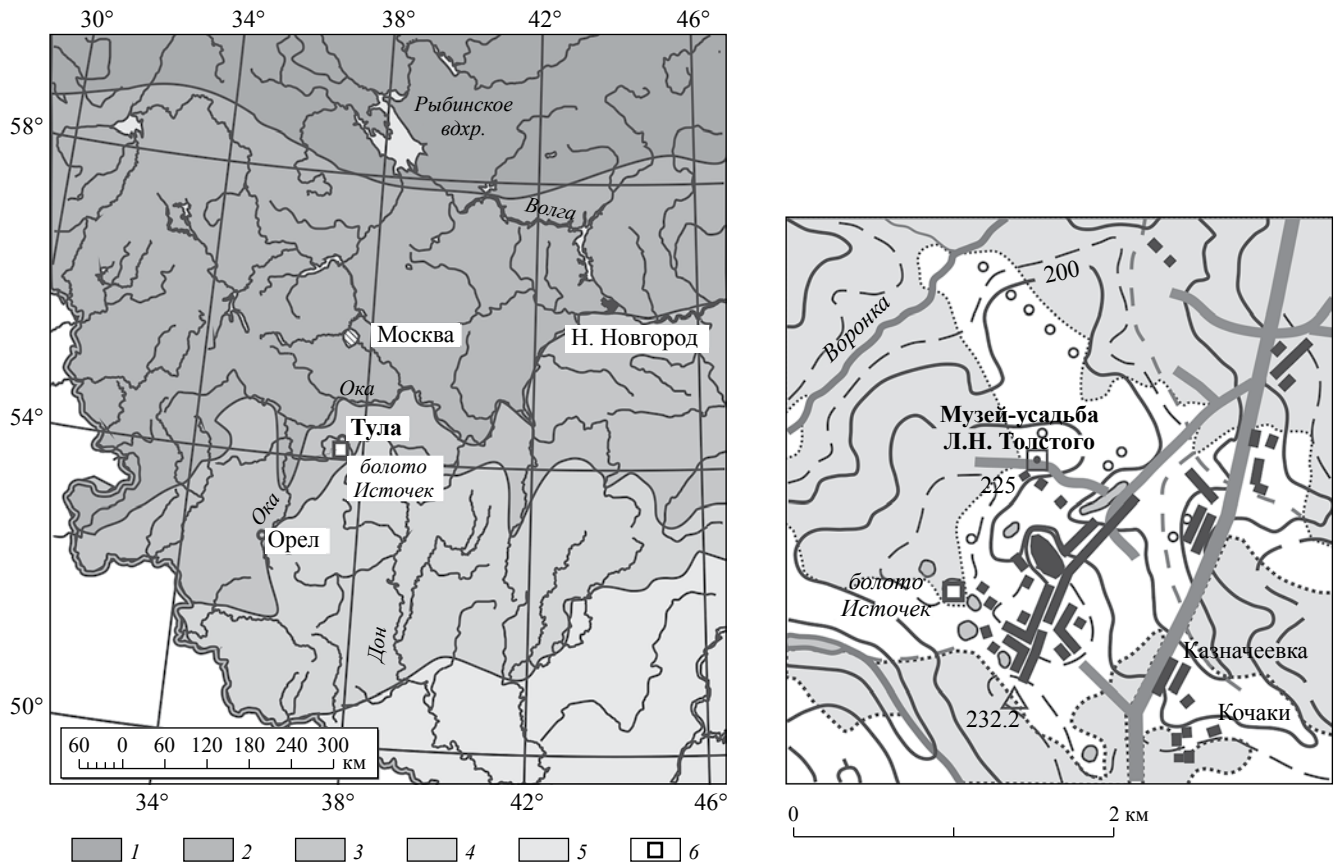 30° 34° 38° 42° 46°
58°
Рыбинское
вдхр.
Волга
Москва
Н. Новгород
Ока
54°
Тула
болото
Источек
Ока
Орел
Дон
50°
60 0 60 120 180 240 300
км
34° 38° 42° 46°
1 2 3 4 5 6
200
Воронка
Музей-усадьба
Л.Н. Толстого
225
болото
Источек
Казначеевка
232.2
Кочаки
0 2 км